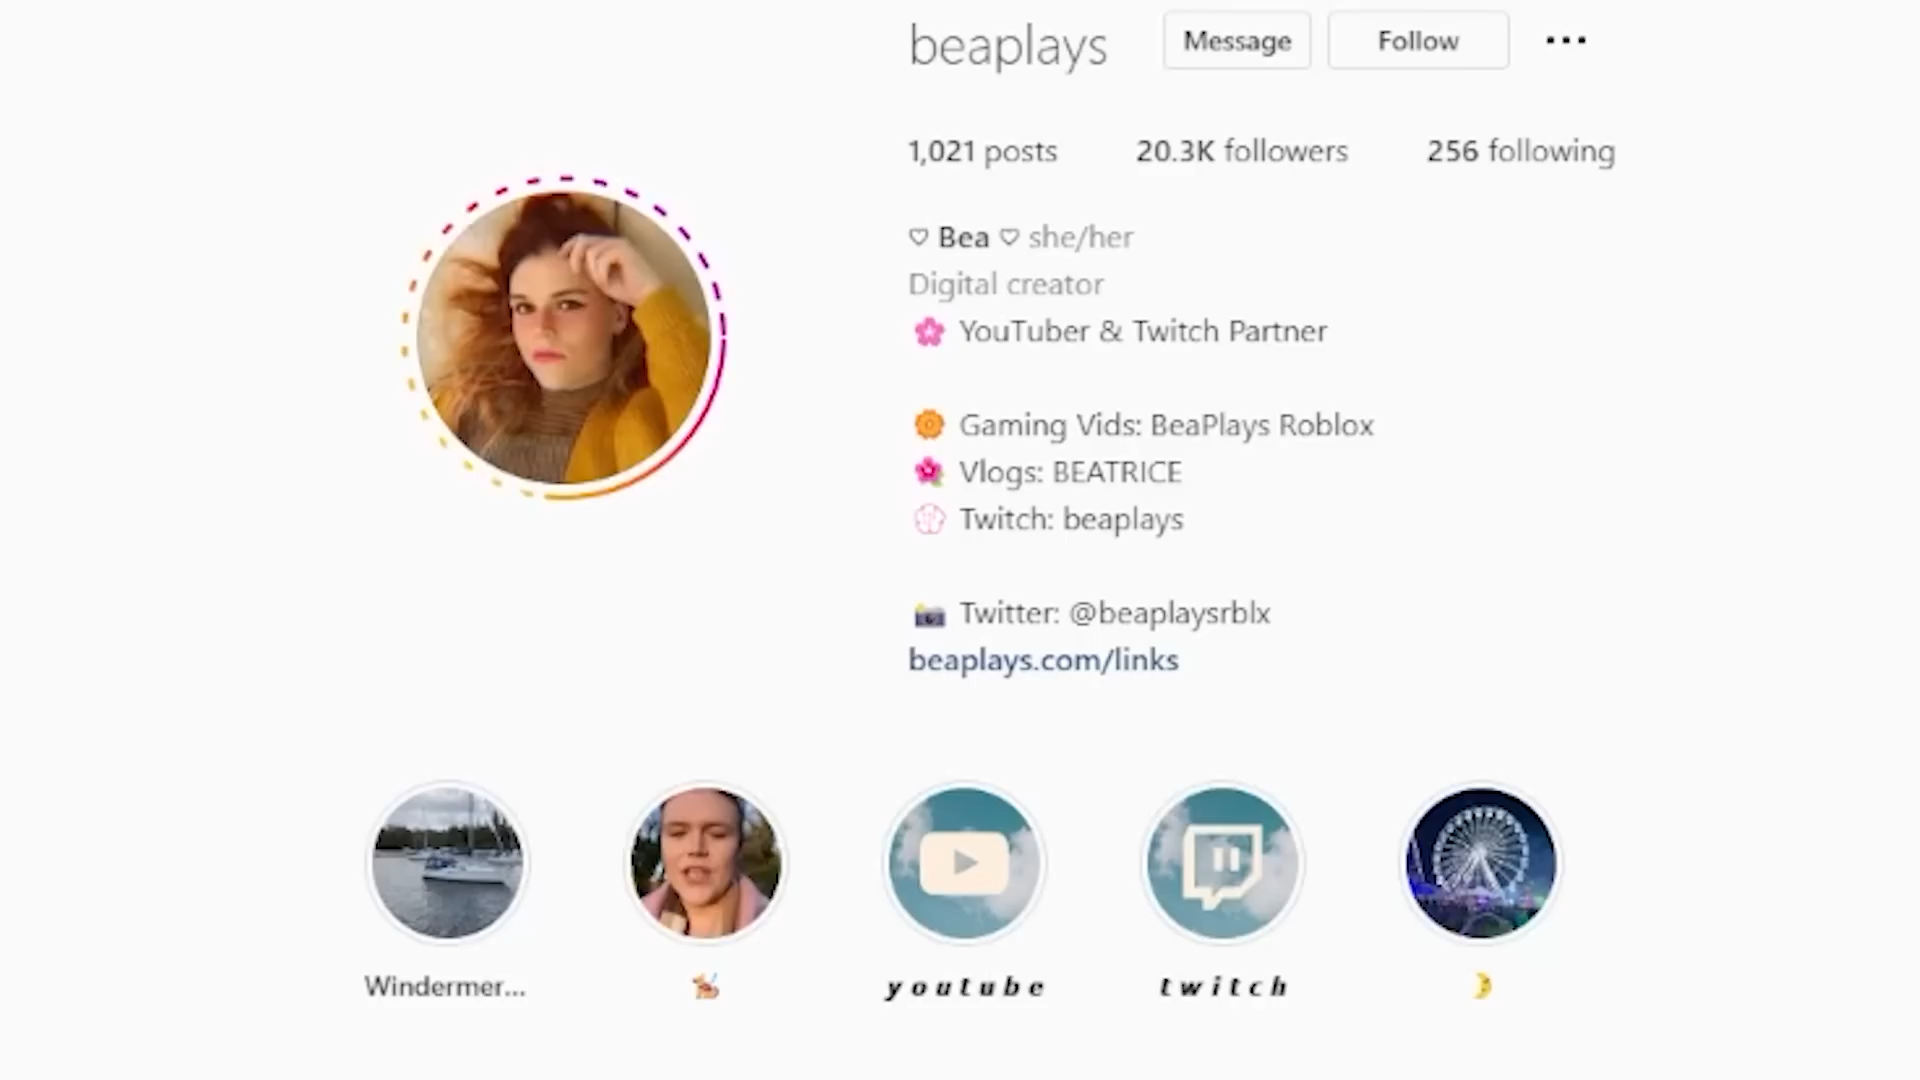 beaplays Message Follow
1,021 posts 20.3K followers 256 following
♡ Bea ♡ she/her
Digital creator
🌸 YouTuber & Twitch Partner
🏵️ Gaming Vids: BeaPlays Roblox
🌺 Vlogs: BEATRICE
💮 Twitch: beaplays
📸 Twitter: @beaplaysrblx
beaplays.com/links
Windermer... youtube twitch